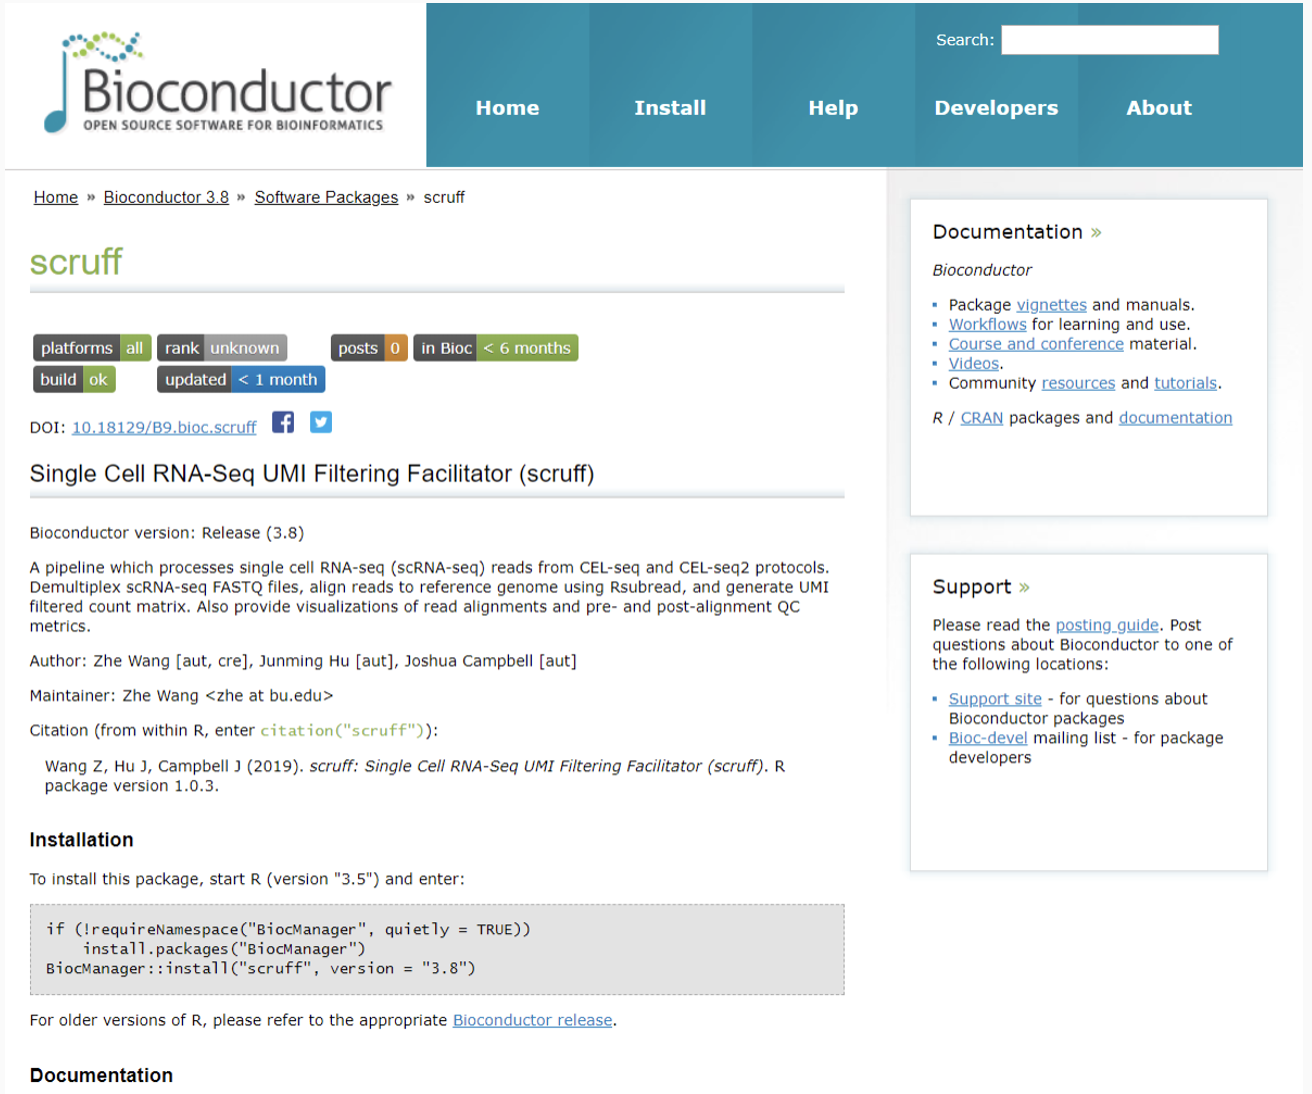 Bioconductor
OPEN SOURCE SOFTWARE FOR BIOINFORMATICS
Search:
Home Install Help Developers About
Home » Bioconductor 3.8 » Software Packages » scruff
scruff
platforms all rank unknown posts 0 in Bioc < 6 months
build ok updated < 1 month
DOI: 10.18129/B9.bioc.scruff
Single Cell RNA-Seq UMI Filtering Facilitator (scruff)
Bioconductor version: Release (3.8)
A pipeline which processes single cell RNA-seq (scRNA-seq) reads from CEL-seq and CEL-seq2 protocols.
Demultiplex scRNA-seq FASTQ files, align reads to reference genome using Rsubread, and generate UMI
filtered count matrix. Also provide visualizations of read alignments and pre- and post-alignment QC
metrics.
Author: Zhe Wang [aut, cre], Junming Hu [aut], Joshua Campbell [aut]
Maintainer: Zhe Wang <zhe at bu.edu>
Citation (from within R, enter citation("scruff")):
Wang Z, Hu J, Campbell J (2019). scruff: Single Cell RNA-Seq UMI Filtering Facilitator (scruff). R
package version 1.0.3.
Installation
To install this package, start R (version "3.5") and enter:
if (!requireNamespace("BiocManager", quietly = TRUE))
    install.packages("BiocManager")
BiocManager::install("scruff", version = "3.8")
For older versions of R, please refer to the appropriate Bioconductor release.
Documentation
Documentation »
Bioconductor
▪ Package vignettes and manuals.
▪ Workflows for learning and use.
▪ Course and conference material.
▪ Videos.
▪ Community resources and tutorials.
R / CRAN packages and documentation
Support »
Please read the posting guide. Post
questions about Bioconductor to one of
the following locations:
▪ Support site - for questions about
Bioconductor packages
▪ Bioc-devel mailing list - for package
developers